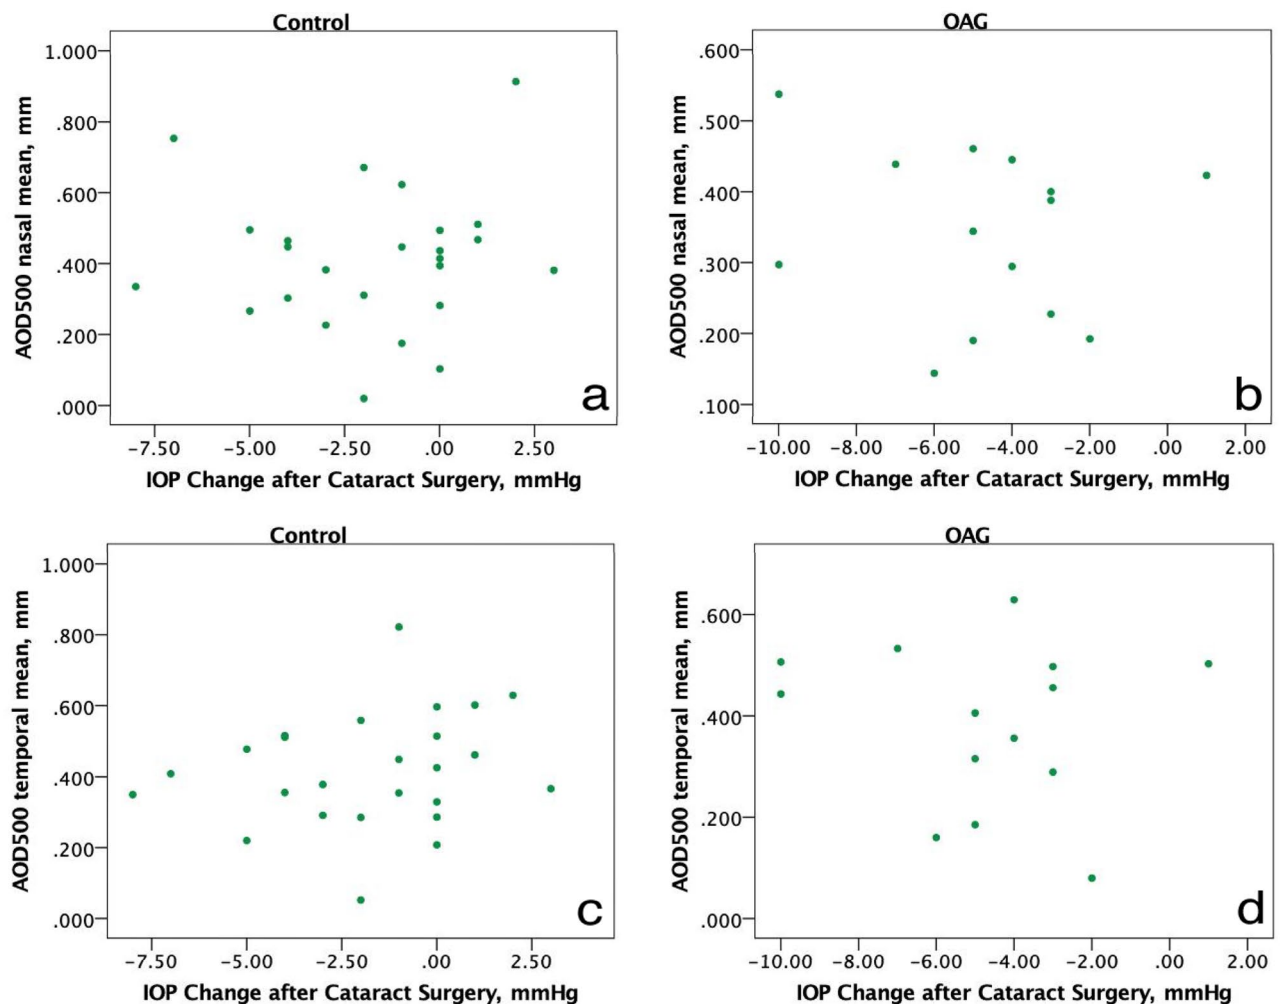 Control
AOD500 nasal mean, mm
1.000
.800
.600
.400
.200
.000
a
−7.50 −5.00 −2.50 .00 2.50
IOP Change after Cataract Surgery, mmHg
OAG
AOD500 nasal mean, mm
.600
.500
.400
.300
.200
.100
b
−10.00 −8.00 −6.00 −4.00 −2.00 .00 2.00
IOP Change after Cataract Surgery, mmHg
Control
AOD500 temporal mean, mm
1.000
.800
.600
.400
.200
.000
c
−7.50 −5.00 −2.50 .00 2.50
IOP Change after Cataract Surgery, mmHg
OAG
AOD500 temporal mean, mm
.600
.400
.200
.000
d
−10.00 −8.00 −6.00 −4.00 −2.00 .00 2.00
IOP Change after Cataract Surgery, mmHg